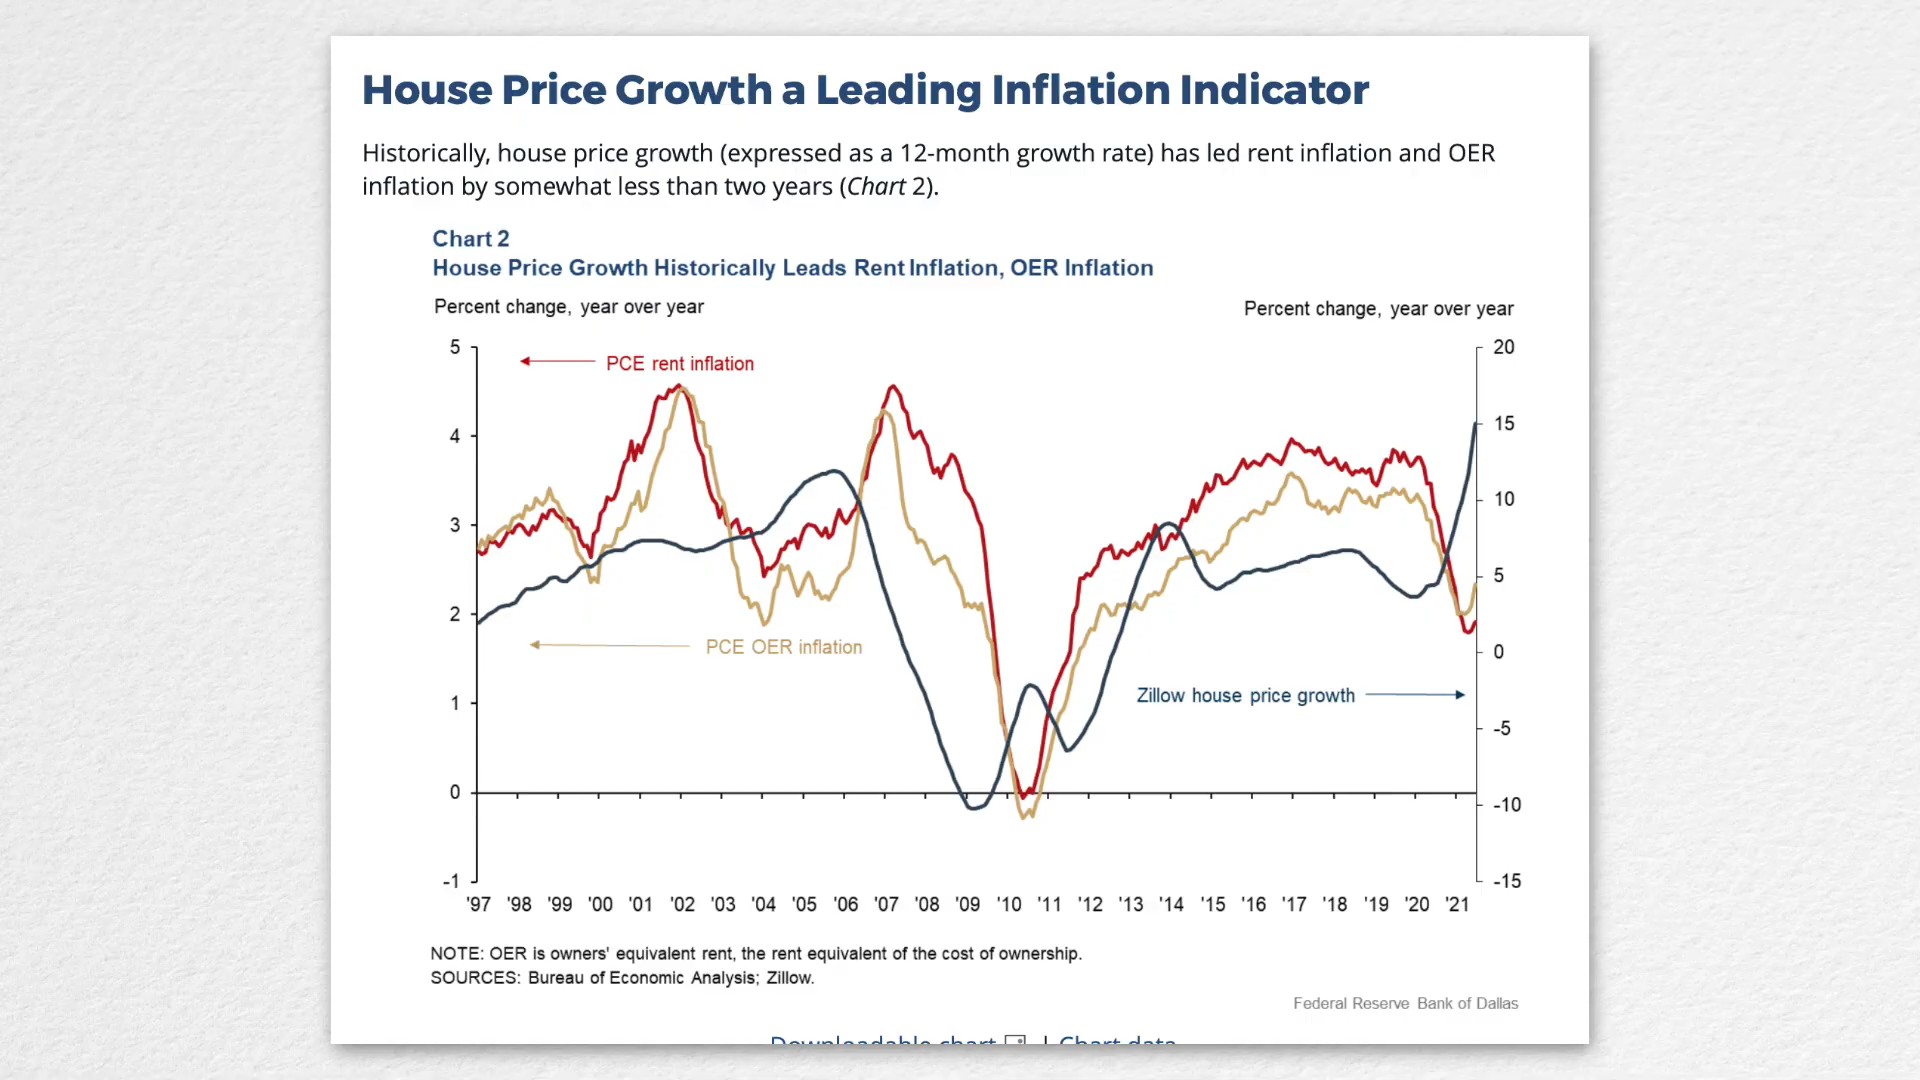 House Price Growth a Leading Inflation Indicator
Historically, house price growth (expressed as a 12-month growth rate) has led rent inflation and OER
inflation by somewhat less than two years (Chart 2).
Chart 2
House Price Growth Historically Leads Rent Inflation, OER Inflation
Percent change, year over year
Percent change, year over year
5
20
PCE rent inflation
15
4
10
3
5
2
PCE OER inflation
0
Zillow house price growth
1
-5
0
-10
-1
-15
'97 '98 '99 '00 '01 '02 '03 '04 '05 '06 '07 '08 '09 '10 '11 '12 '13 '14 '15 '16 '17 '18 '19 '20 '21
NOTE: OER is owners' equivalent rent, the rent equivalent of the cost of ownership.
SOURCES: Bureau of Economic Analysis; Zillow.
Federal Reserve Bank of Dallas
Downloadable chart | Chart data